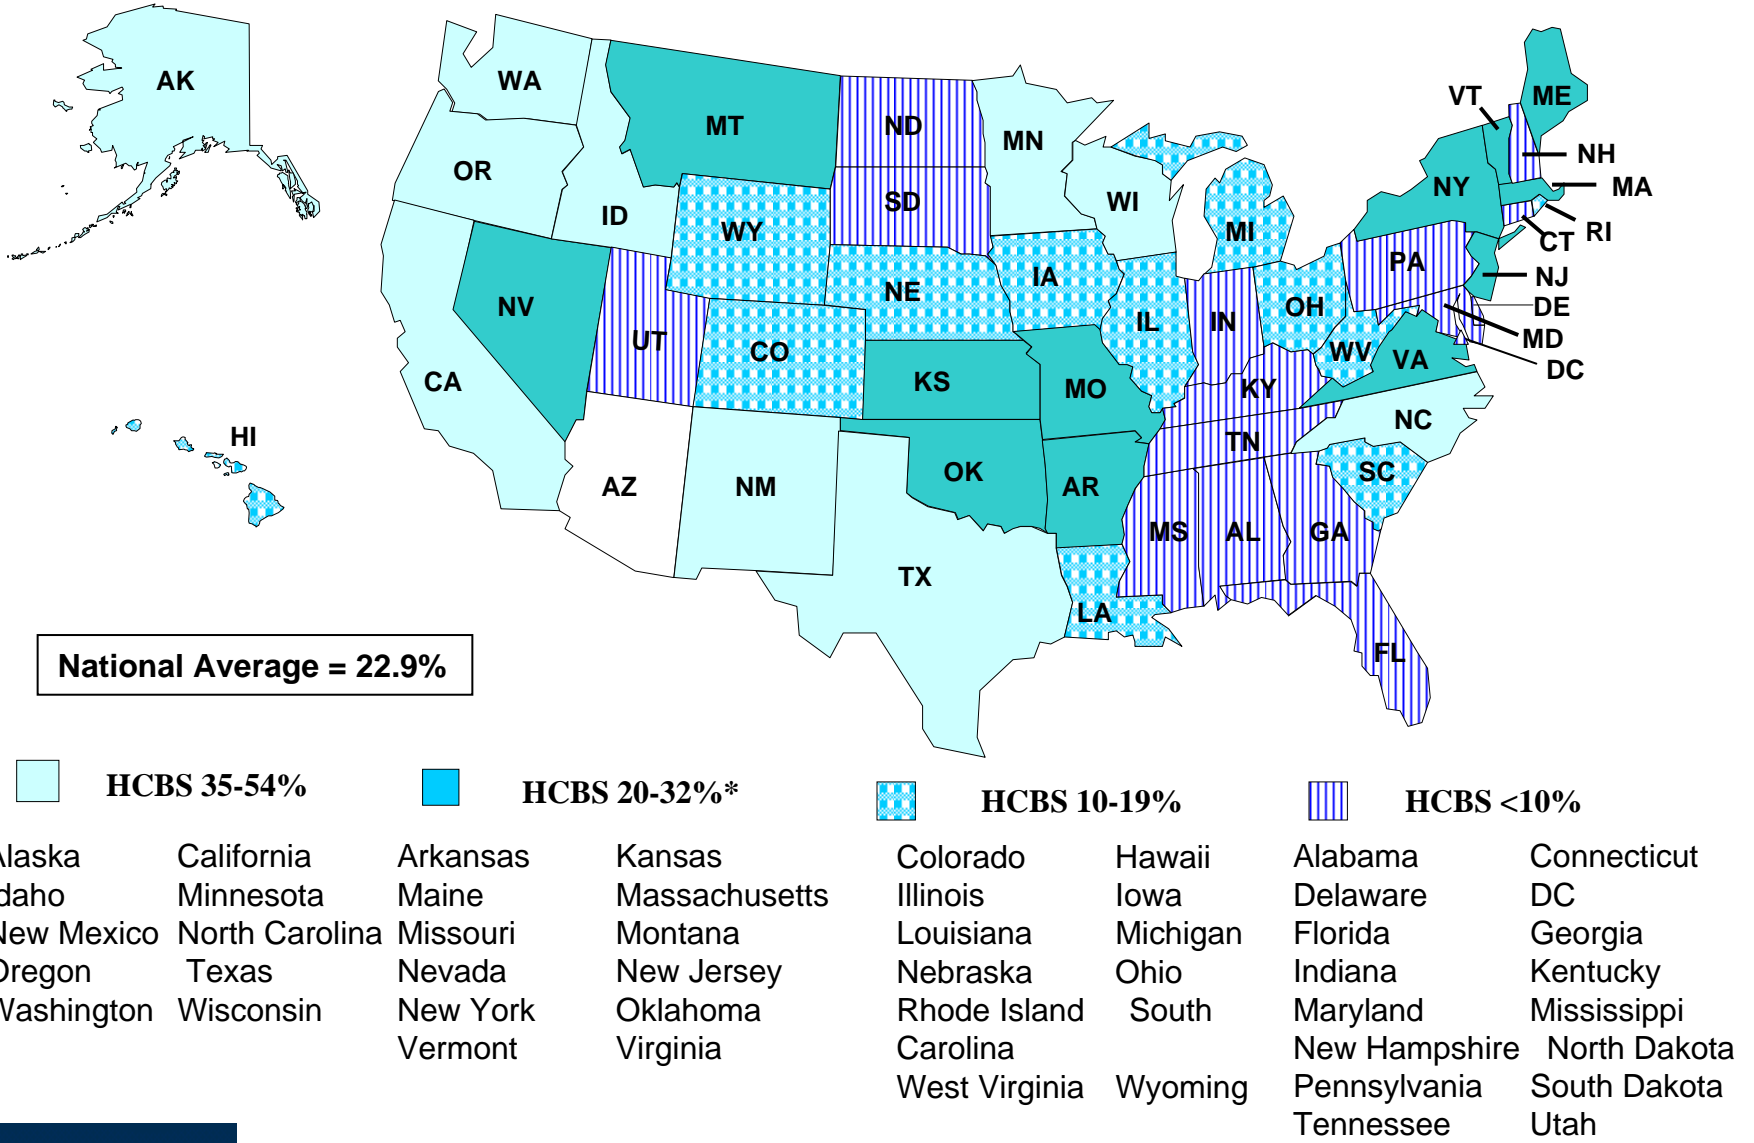 AK
WA
MT
ND
MN
VT
ME
OR
ID
SD
WI
NY
NH
MA
WY
MI
RI
CT
PA
NJ
IA
NE
OH
DE
NV
UT
CO
IL
IN
MD
WV
VA
DC
CA
KS
MO
KY
NC
HI
TN
AZ
NM
OK
AR
SC
MS
AL
GA
TX
LA
FL
National Average = 22.9%
HCBS 35-54%
HCBS 20-32%*
HCBS 10-19%
HCBS <10%
Alaska California Arkansas Kansas Colorado Hawaii Alabama Connecticut
Idaho Minnesota Maine Massachusetts Illinois Iowa Delaware DC
New Mexico North Carolina Missouri Montana Louisiana Michigan Florida Georgia
Oregon Texas Nevada New Jersey Nebraska Ohio Indiana Kentucky
Washington Wisconsin New York Oklahoma Rhode Island South Maryland Mississippi
Vermont Virginia Carolina New Hampshire North Dakota
West Virginia Wyoming Pennsylvania South Dakota
Tennessee Utah